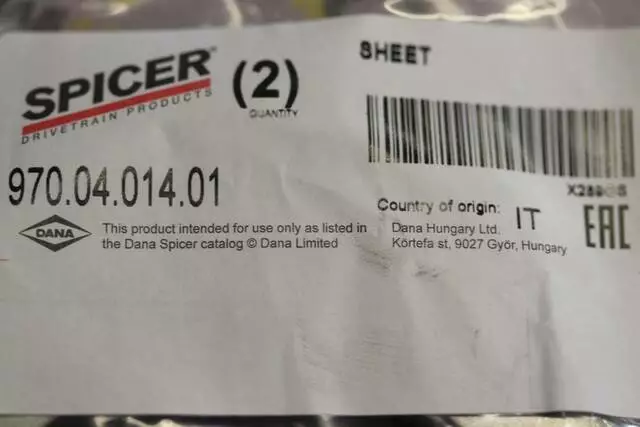 SHEET
SPICER®
DRIVETRAIN PRODUCTS
(2)
QUANTITY
970.04.014.01
Country of origin: IT
EAC
DANA
This product intended for use only as listed in
the Dana Spicer catalog © Dana Limited
Dana Hungary Ltd.
Körtefa st, 9027 Györ, Hungary